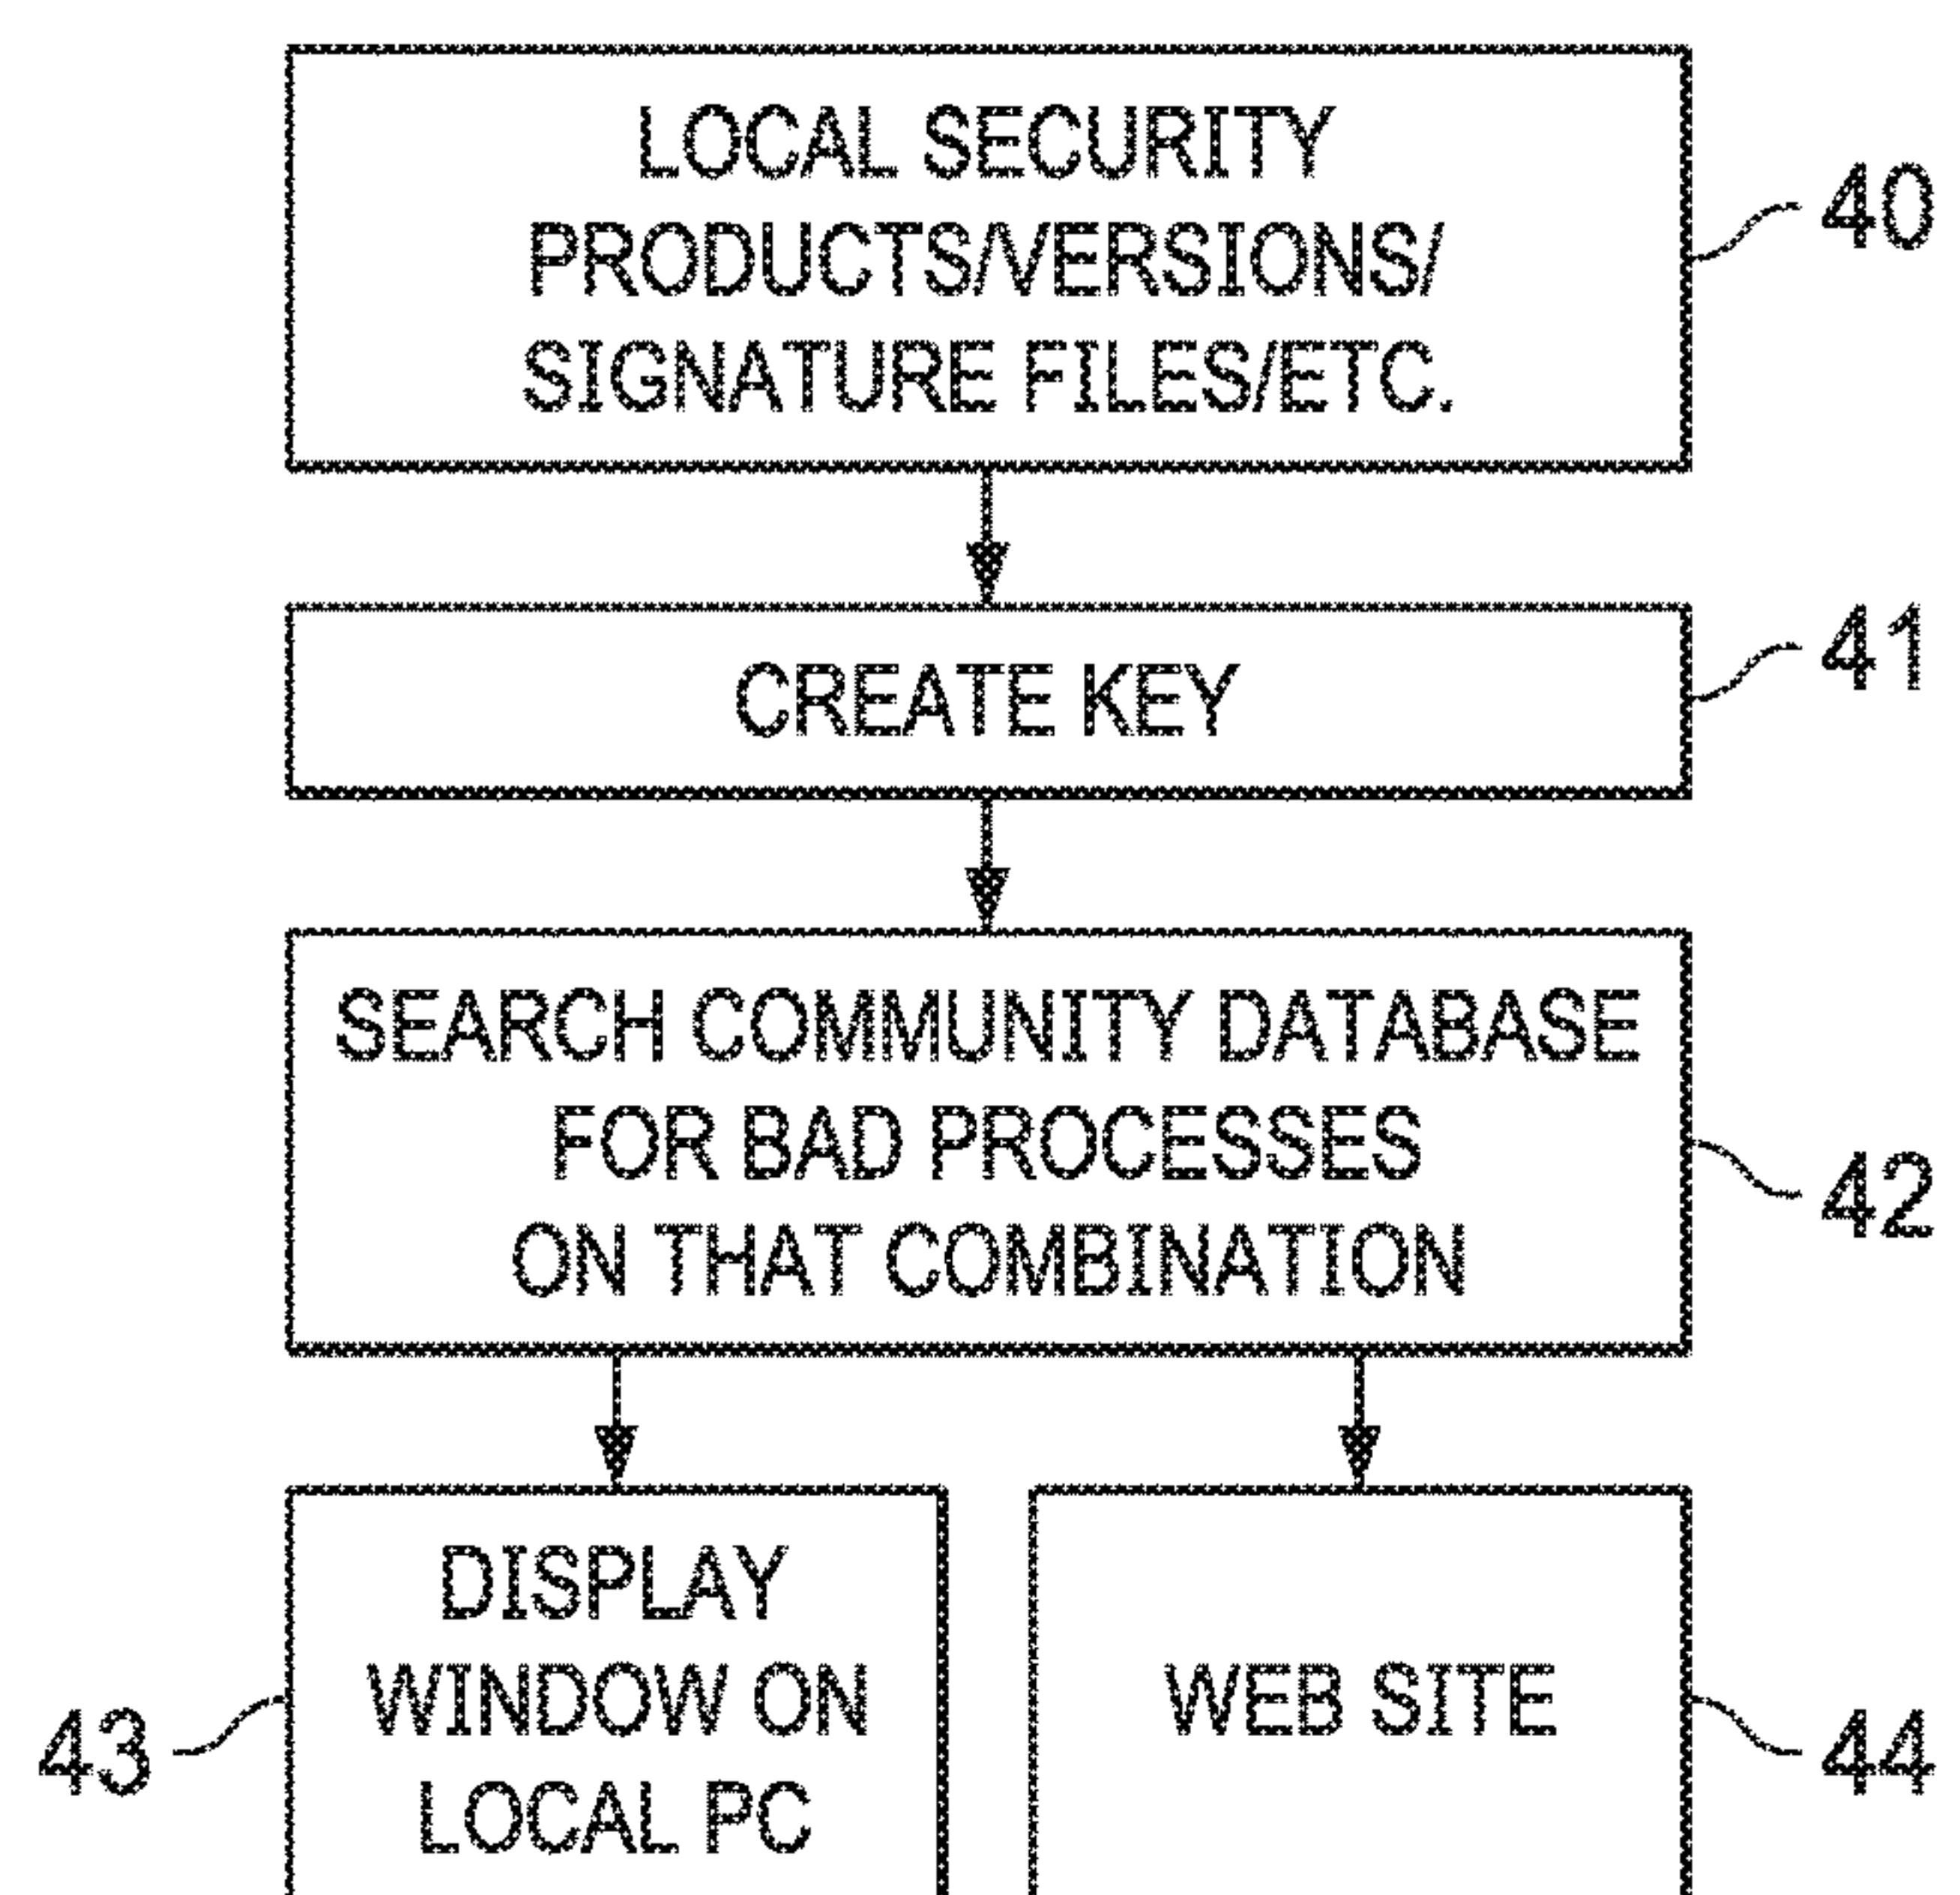 LOCAL SECURITY
PRODUCTS/VERSIONS/
SIGNATURE FILES/ETC.
40
CREATE KEY
41
SEARCH COMMUNITY DATABASE
FOR BAD PROCESSES
ON THAT COMBINATION
42
DISPLAY
WINDOW ON
LOCAL PC
43
WEB SITE
44